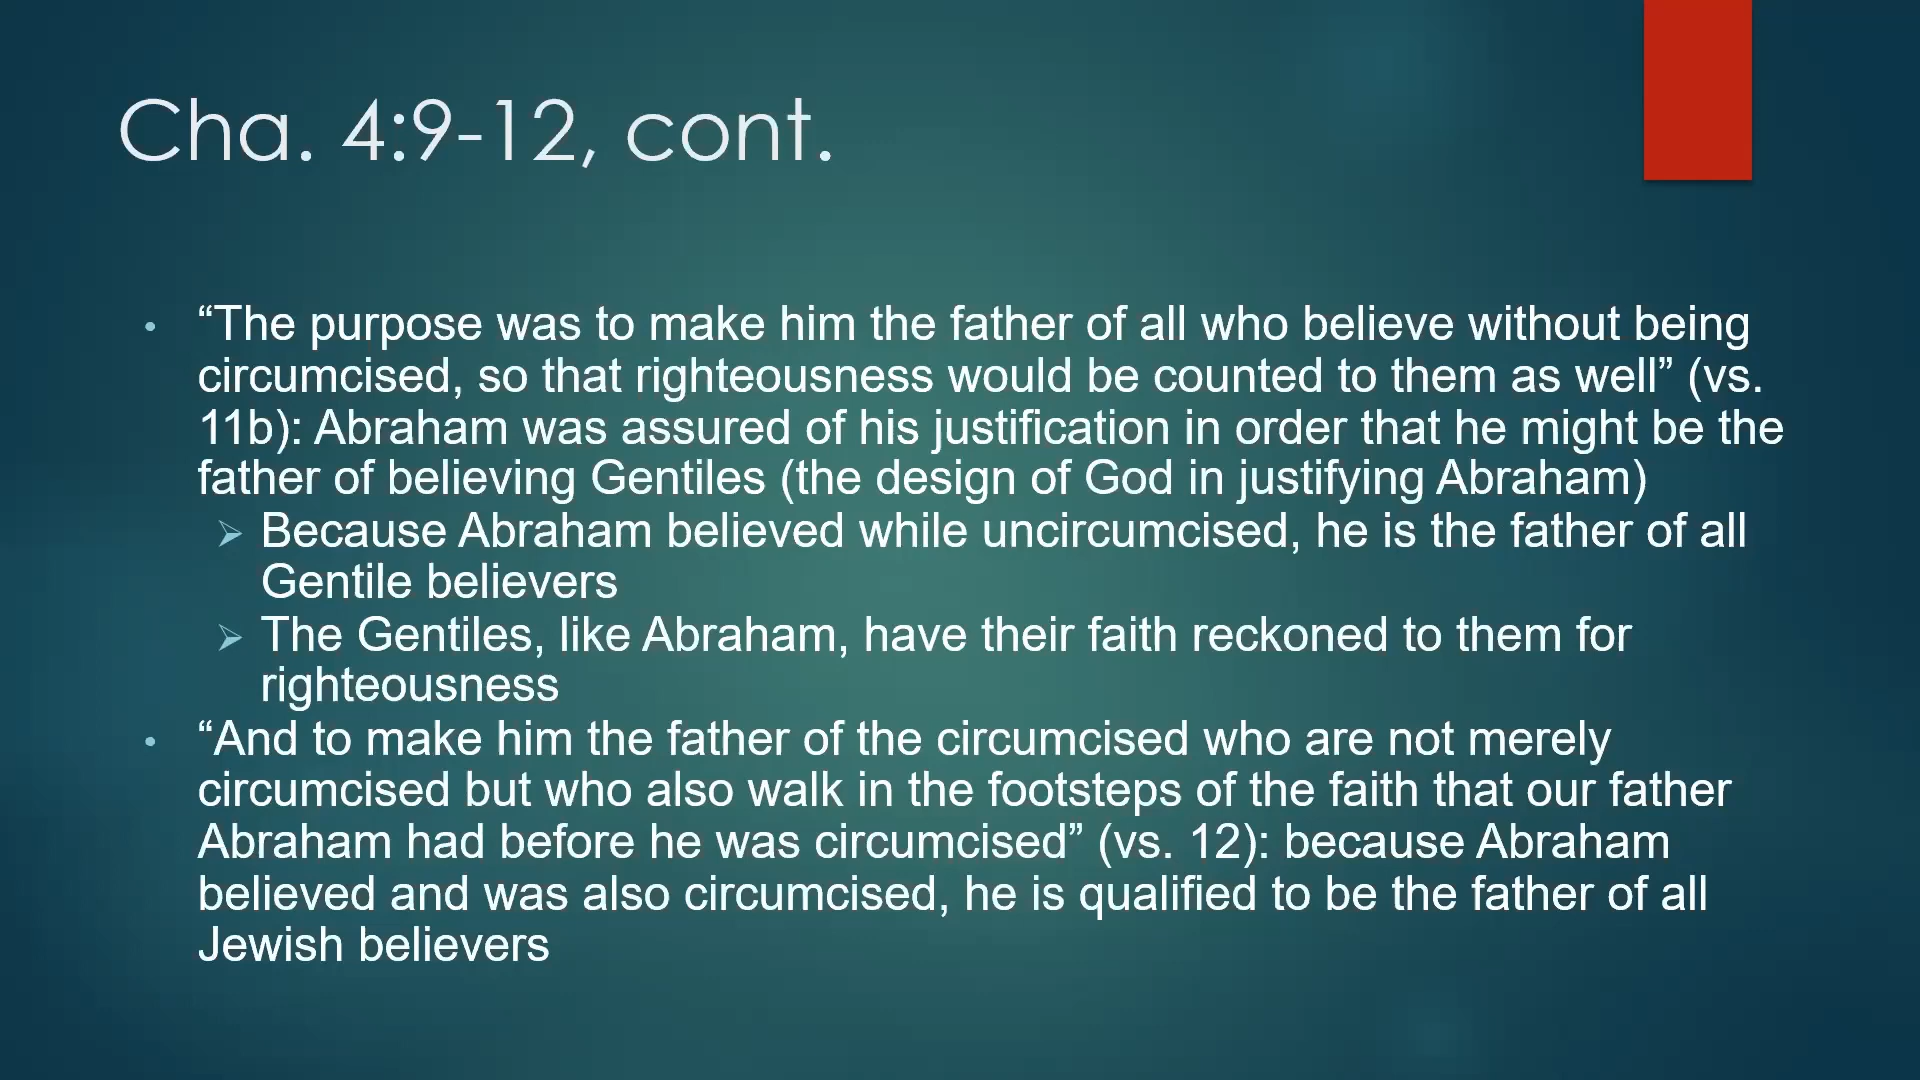 Cha. 4:9-12, cont.
• “The purpose was to make him the father of all who believe without being
circumcised, so that righteousness would be counted to them as well” (vs.
11b): Abraham was assured of his justification in order that he might be the
father of believing Gentiles (the design of God in justifying Abraham)
➢ Because Abraham believed while uncircumcised, he is the father of all
Gentile believers
➢ The Gentiles, like Abraham, have their faith reckoned to them for
righteousness
• “And to make him the father of the circumcised who are not merely
circumcised but who also walk in the footsteps of the faith that our father
Abraham had before he was circumcised” (vs. 12): because Abraham
believed and was also circumcised, he is qualified to be the father of all
Jewish believers